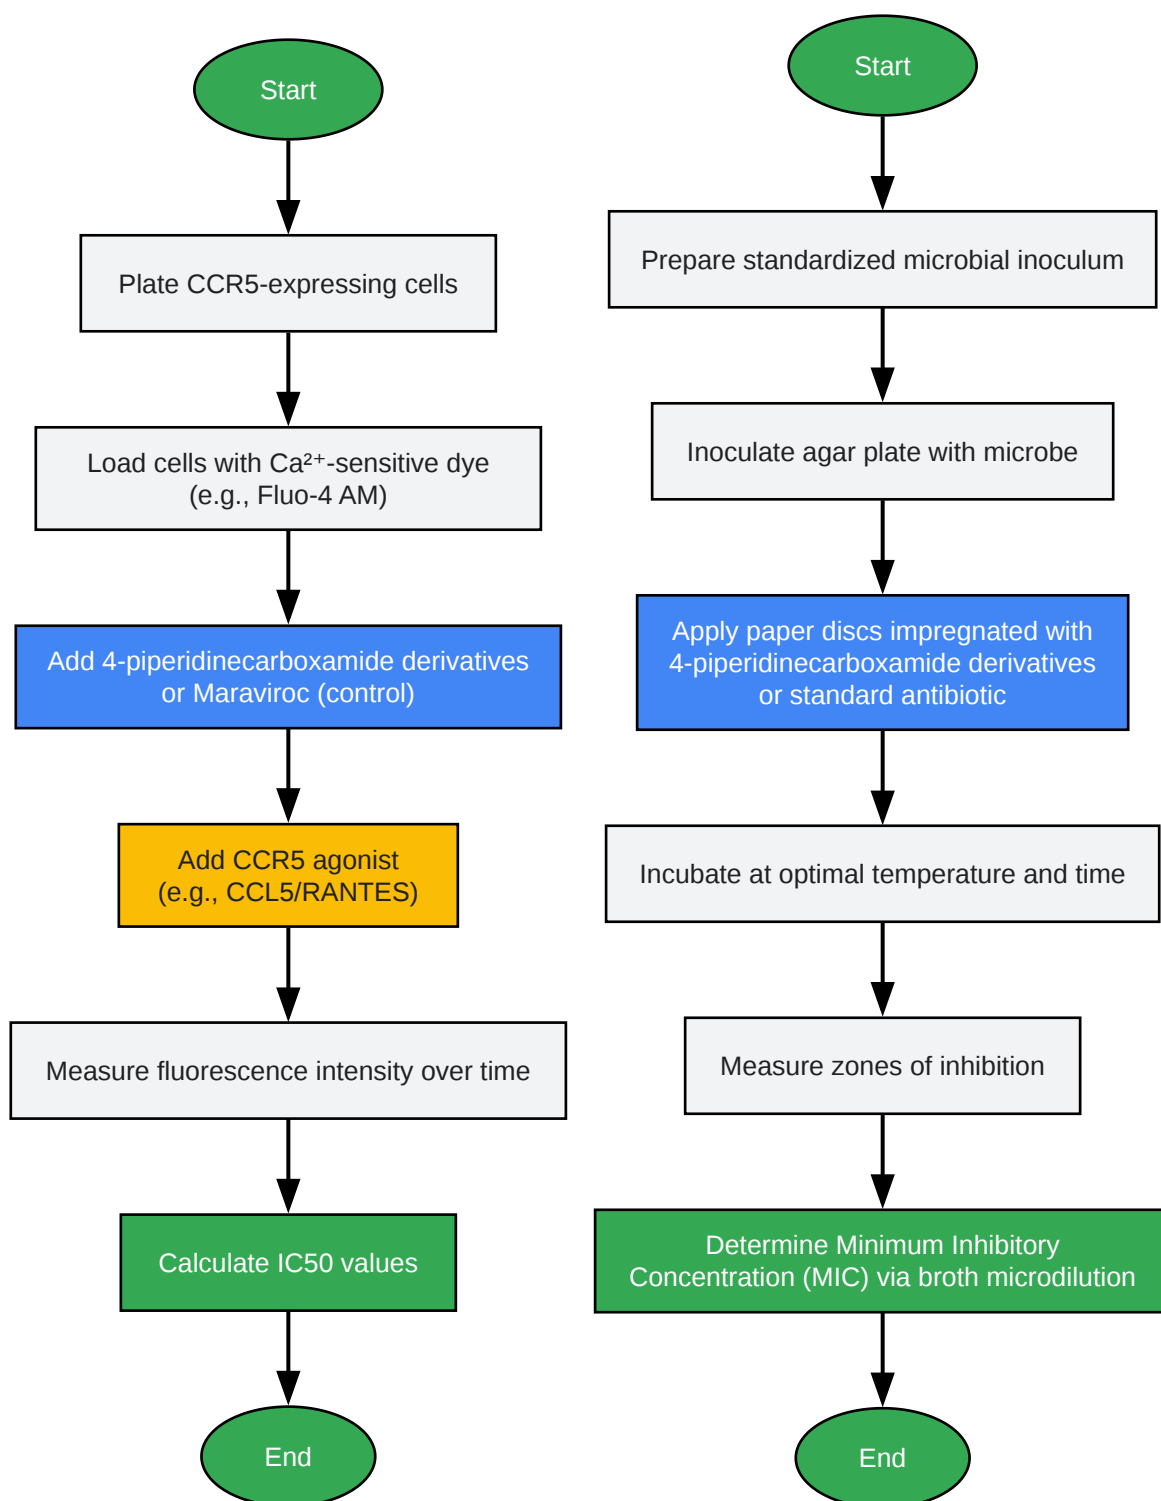 Start
Plate CCR5-expressing cells
Load cells with Ca²⁺-sensitive dye
(e.g., Fluo-4 AM)
Add 4-piperidinecarboxamide derivatives
or Maraviroc (control)
Add CCR5 agonist
(e.g., CCL5/RANTES)
Measure fluorescence intensity over time
Calculate IC50 values
End
Start
Prepare standardized microbial inoculum
Inoculate agar plate with microbe
Apply paper discs impregnated with
4-piperidinecarboxamide derivatives
or standard antibiotic
Incubate at optimal temperature and time
Measure zones of inhibition
Determine Minimum Inhibitory
Concentration (MIC) via broth microdilution
End